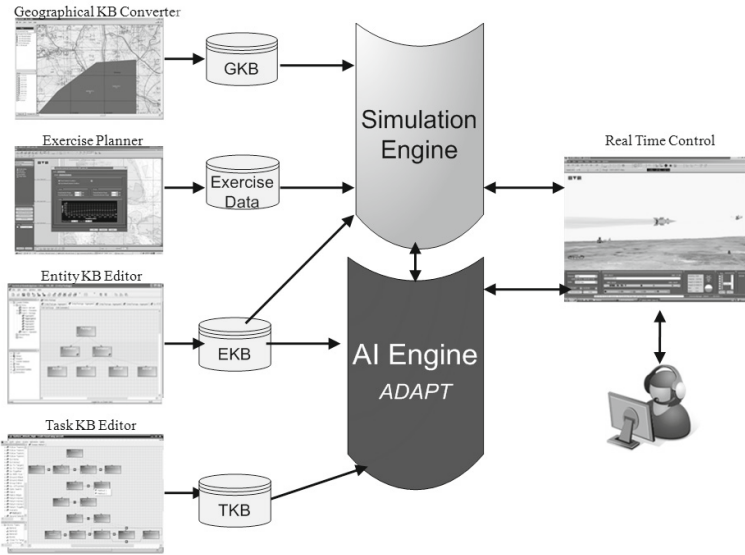 Geographical KB Converter
GKB
Simulation
Engine
Exercise Planner
Real Time Control
Exercise
Data
Entity KB Editor
EKB
AI Engine
ADAPT
Task KB Editor
TKB